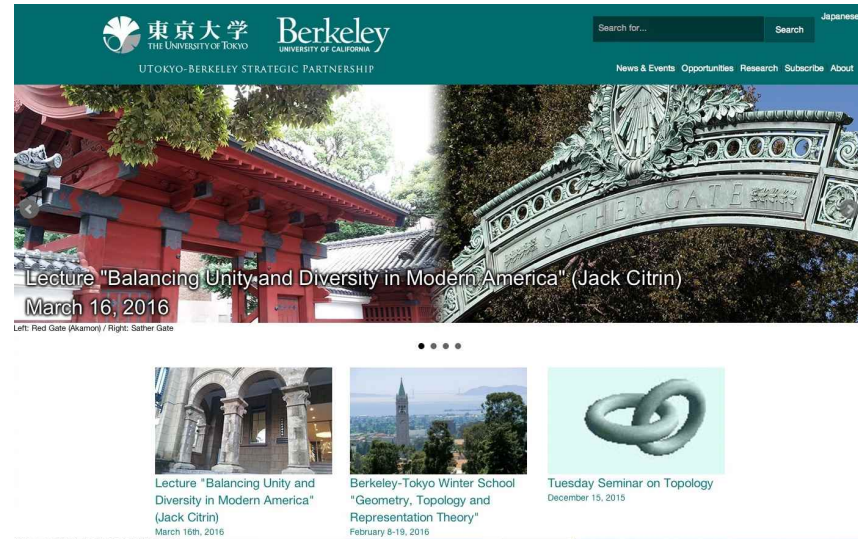 Japanese
東京大学
THE UNIVERSITY OF TOKYO
Berkeley
UNIVERSITY OF CALIFORNIA
UTOKYO-BERKELEY STRATEGIC PARTNERSHIP
Search for...
Search
News & Events Opportunities Research Subscribe About
SATHER GATE
Lecture "Balancing Unity and Diversity in Modern America" (Jack Citrin)
March 16, 2016
Left: Red Gate (Akamon) / Right: Sather Gate
Lecture "Balancing Unity and
Diversity in Modern America"
(Jack Citrin)
March 16th, 2016
Berkeley-Tokyo Winter School
"Geometry, Topology and
Representation Theory"
February 8-19, 2016
Tuesday Seminar on Topology
December 15, 2015